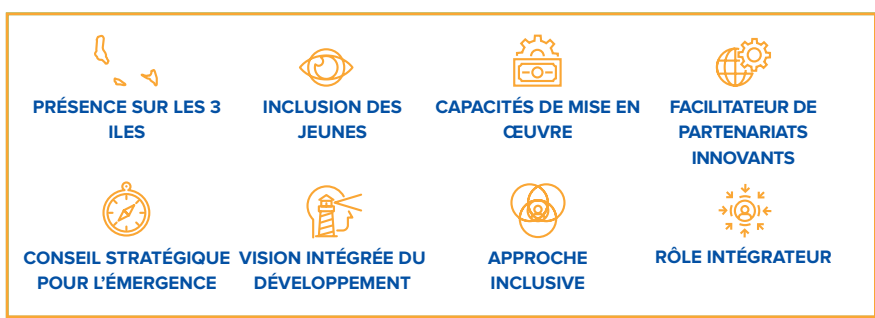 PRÉSENCE SUR LES 3
ILES
INCLUSION DES
JEUNES
CAPACITÉS DE MISE EN
ŒUVRE
FACILITATEUR DE
PARTENARIATS
INNOVANTS
CONSEIL STRATÉGIQUE
POUR L'ÉMERGENCE
VISION INTÉGRÉE DU
DÉVELOPPEMENT
APPROCHE
INCLUSIVE
RÔLE INTÉGRATEUR